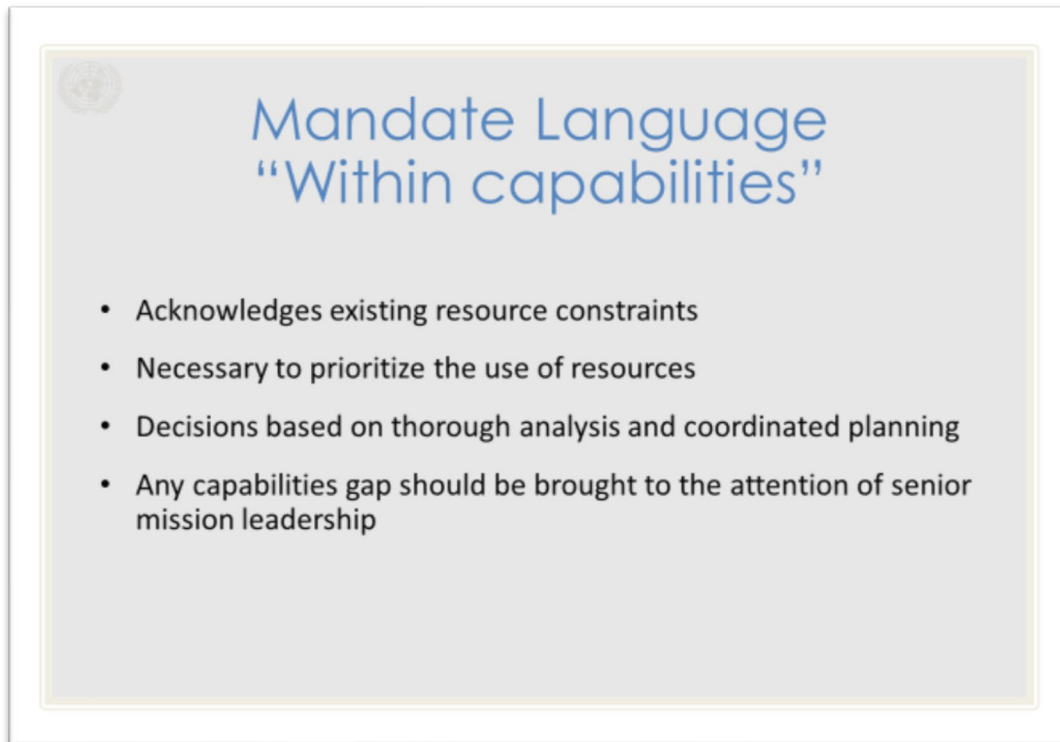 Mandate Language
“Within capabilities”
• Acknowledges existing resource constraints
• Necessary to prioritize the use of resources
• Decisions based on thorough analysis and coordinated planning
• Any capabilities gap should be brought to the attention of senior
mission leadership